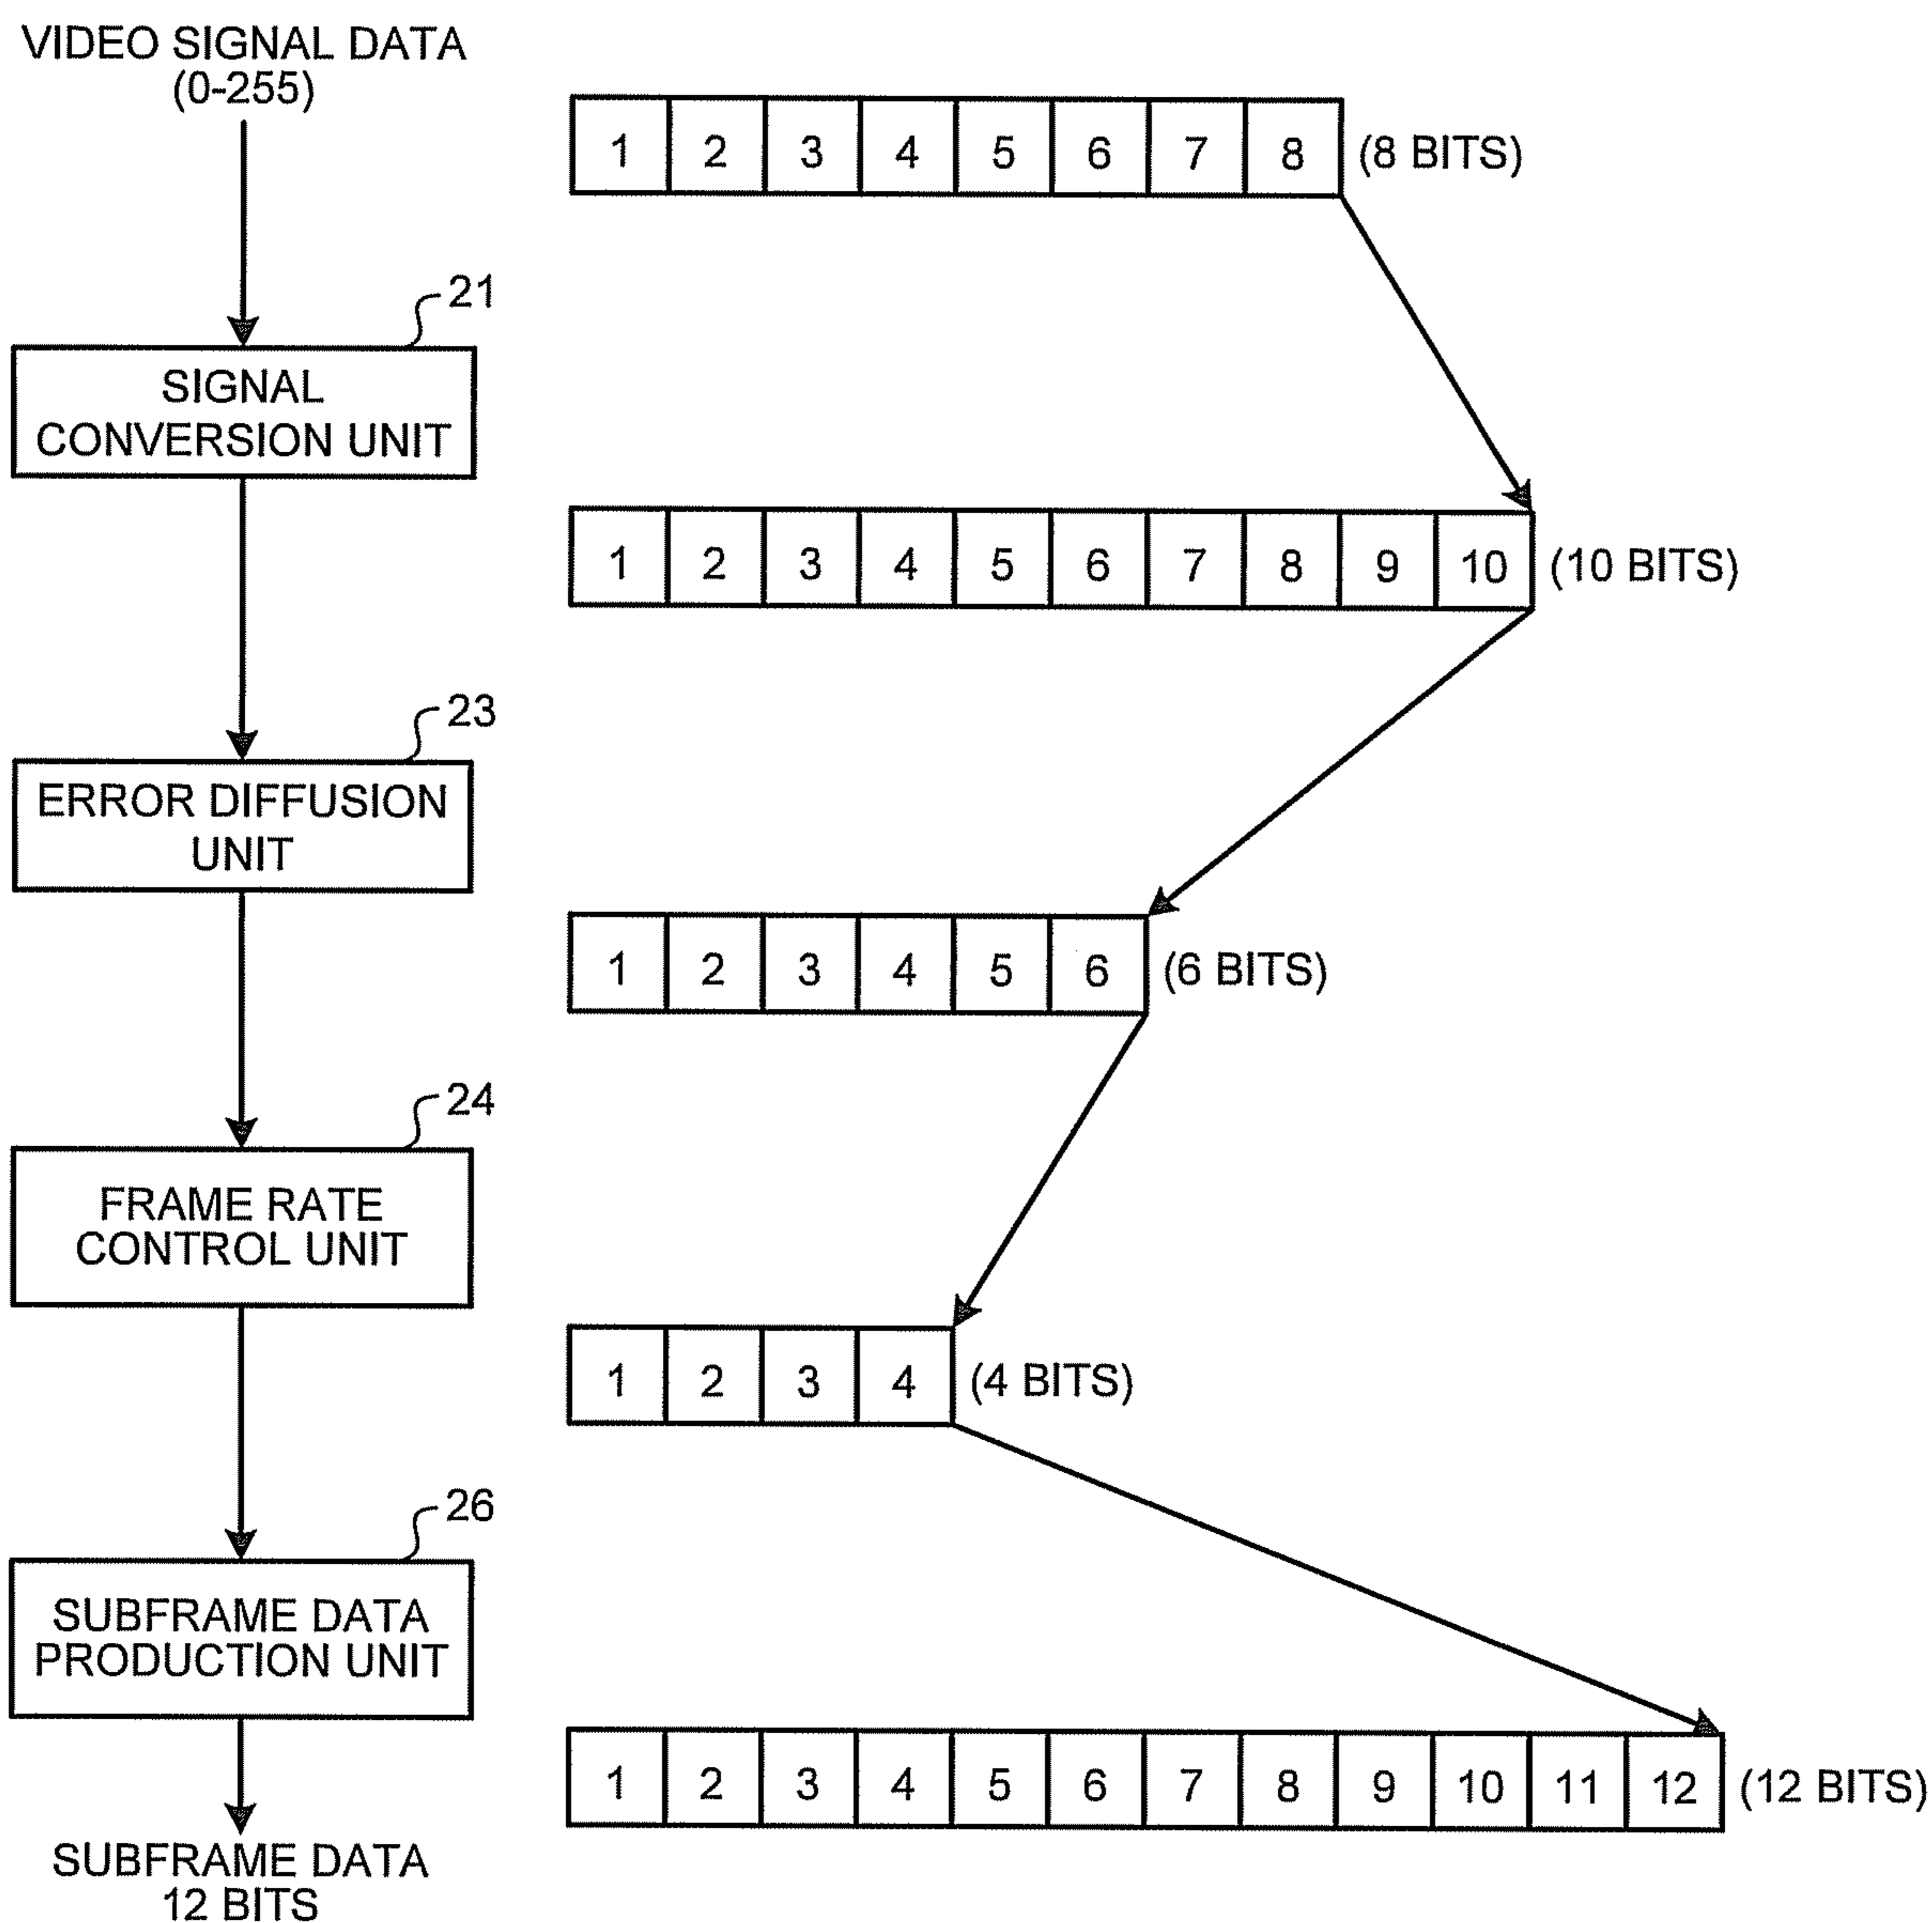 VIDEO SIGNAL DATA
(0-255)
1 2 3 4 5 6 7 8 (8 BITS)
21
SIGNAL
CONVERSION UNIT
1 2 3 4 5 6 7 8 9 10 (10 BITS)
23
ERROR DIFFUSION
UNIT
1 2 3 4 5 6 (6 BITS)
24
FRAME RATE
CONTROL UNIT
1 2 3 4 (4 BITS)
26
SUBFRAME DATA
PRODUCTION UNIT
1 2 3 4 5 6 7 8 9 10 11 12 (12 BITS)
SUBFRAME DATA
12 BITS